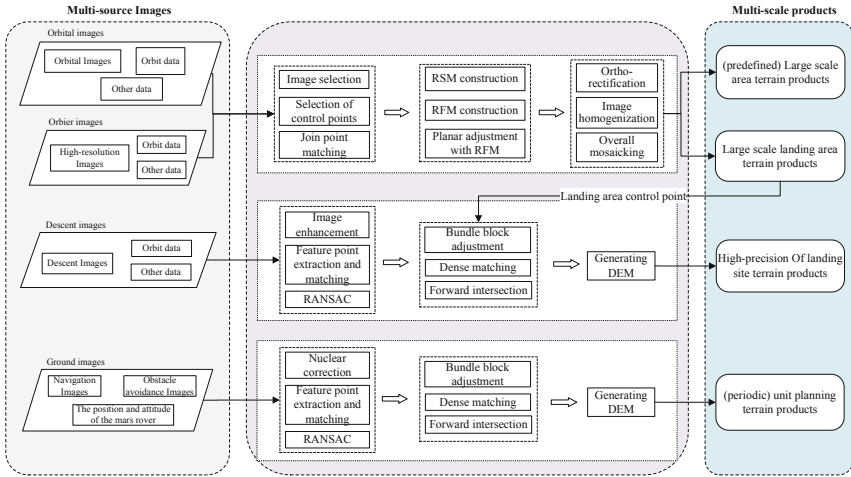 Multi-source Images
Multi-scale products
Orbital images
Orbital Images
Orbit data
Other data
Orbier images
High-resolution
Images
Orbit data
Other data
Image selection
Selection of
control points
Join point
matching
RSM construction
RFM construction
Planar adjustment
with RFM
Ortho-
rectification
Image
homogenization
Overall
mosaicking
(predefined) Large scale
area terrain products
Large scale landing area
terrain products
Landing area control point
Descent images
Descent Images
Orbit data
Other data
Image
enhancement
Feature point
extraction and
matching
RANSAC
Bundle block
adjustment
Dense matching
Forward intersection
Generating
DEM
High-precision Of landing
site terrain products
Ground images
Navigation
Images
Obstacle
avoidance Images
The position and attitude
of the mars rover
Nuclear
correction
Feature point
extraction and
matching
RANSAC
Bundle block
adjustment
Dense matching
Forward intersection
Generating
DEM
(periodic) unit planning
terrain products